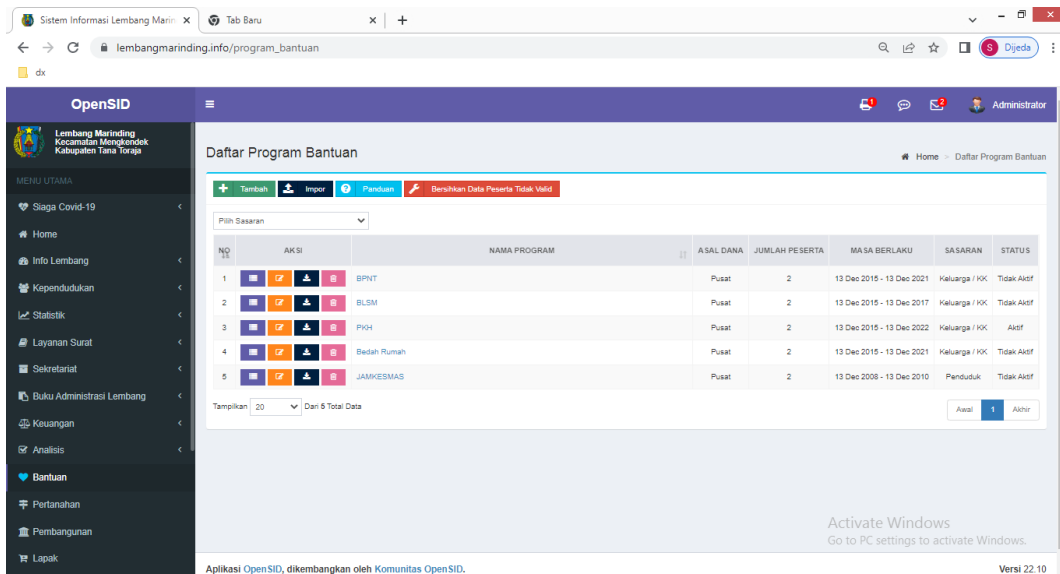 Sistem Informasi Lembang Marin
Tab Baru
lembangmarinding.info/program_bantuan
S Dijeda
dx
OpenSID
1
2
Administrator
Lembang Marinding
Kecamatan Mengkendek
Kabupaten Tana Toraja
Daftar Program Bantuan
Home > Daftar Program Bantuan
MENU UTAMA
Siaga Covid-19
Home
Info Lembang
Kependudukan
Statistik
Layanan Surat
Sekretariat
Buku Administrasi Lembang
Keuangan
Analisis
Bantuan
Pertanahan
Pembangunan
Lapak
Tambah Impor Panduan Bersihkan Data Peserta Tidak Valid
Pilih Sasaran
NO AKSI NAMA PROGRAM ASAL DANA JUMLAH PESERTA MASA BERLAKU SASARAN STATUS
1 BPNT Pusat 2 13 Dec 2015 - 13 Dec 2021 Keluarga / KK Tidak Aktif
2 BLSM Pusat 2 13 Dec 2015 - 13 Dec 2017 Keluarga / KK Tidak Aktif
3 PKH Pusat 2 13 Dec 2015 - 13 Dec 2022 Keluarga / KK Aktif
4 Bedah Rumah Pusat 2 13 Dec 2015 - 13 Dec 2021 Keluarga / KK Tidak Aktif
5 JAMKESMAS Pusat 2 13 Dec 2008 - 13 Dec 2010 Penduduk Tidak Aktif
Tampilkan 20 Dari 5 Total Data
Awal 1 Akhir
Activate Windows
Go to PC settings to activate Windows.
Aplikasi OpenSID, dikembangkan oleh Komunitas OpenSID.
Versi 22.10